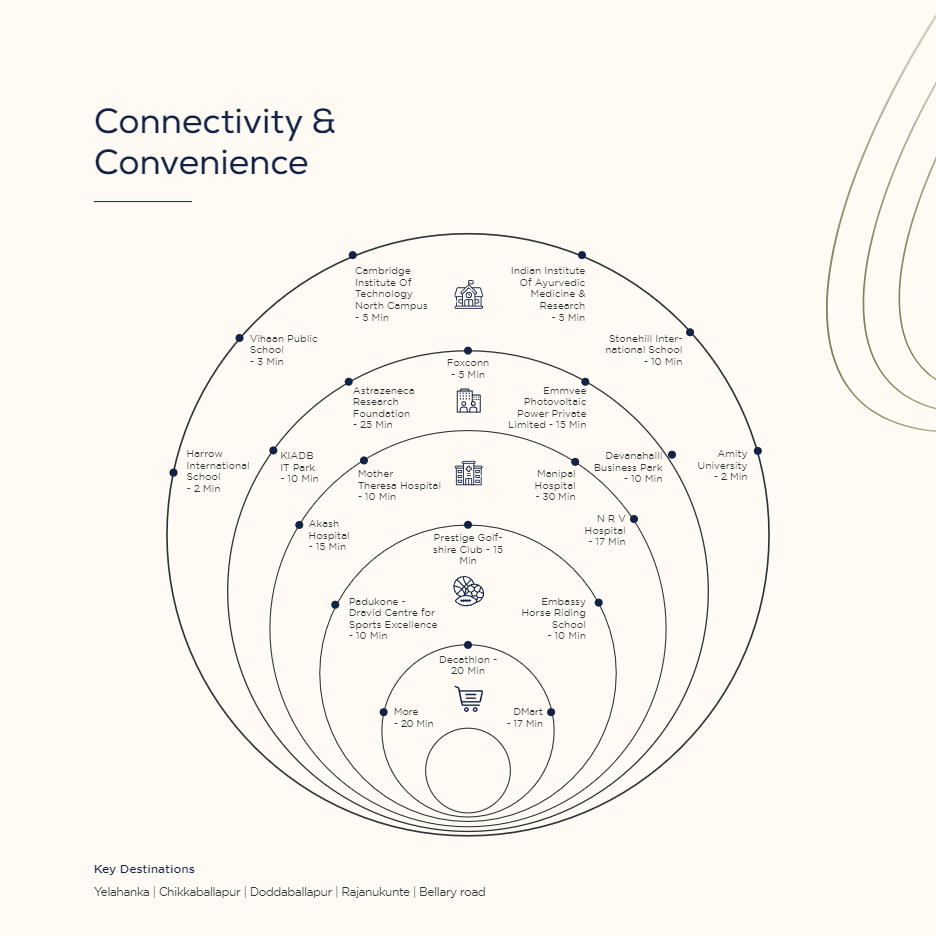 Connectivity &
Convenience
Cambridge
Institute Of
Technology
North Campus
- 5 Min
Indian Institute
Of Ayurvedic
Medicine &
Research
- 5 Min
Vihaan Public
School
- 3 Min
Stonehill Inter-
national School
- 10 Min
Foxconn
- 5 Min
Astrazeneca
Research
Foundation
- 25 Min
Emmvee
Photovoltaic
Power Private
Limited - 15 Min
Harrow
International
School
- 2 Min
KIADB
IT Park
- 10 Min
Mother
Theresa Hospital
- 10 Min
Manipal
Hospital
- 30 Min
Devanahalli
Business Park
- 10 Min
Amity
University
- 2 Min
Akash
Hospital
- 15 Min
N R V
Hospital
- 17 Min
Prestige Golf-
shire Club - 15
Min
Padukone -
Dravid Centre for
Sports Excellence
- 10 Min
Embassy
Horse Riding
School
- 10 Min
Decathlon -
20 Min
More
- 20 Min
DMart
- 17 Min
Key Destinations
Yelahanka | Chikkaballapur | Doddaballapur | Rajanukunte | Bellary road